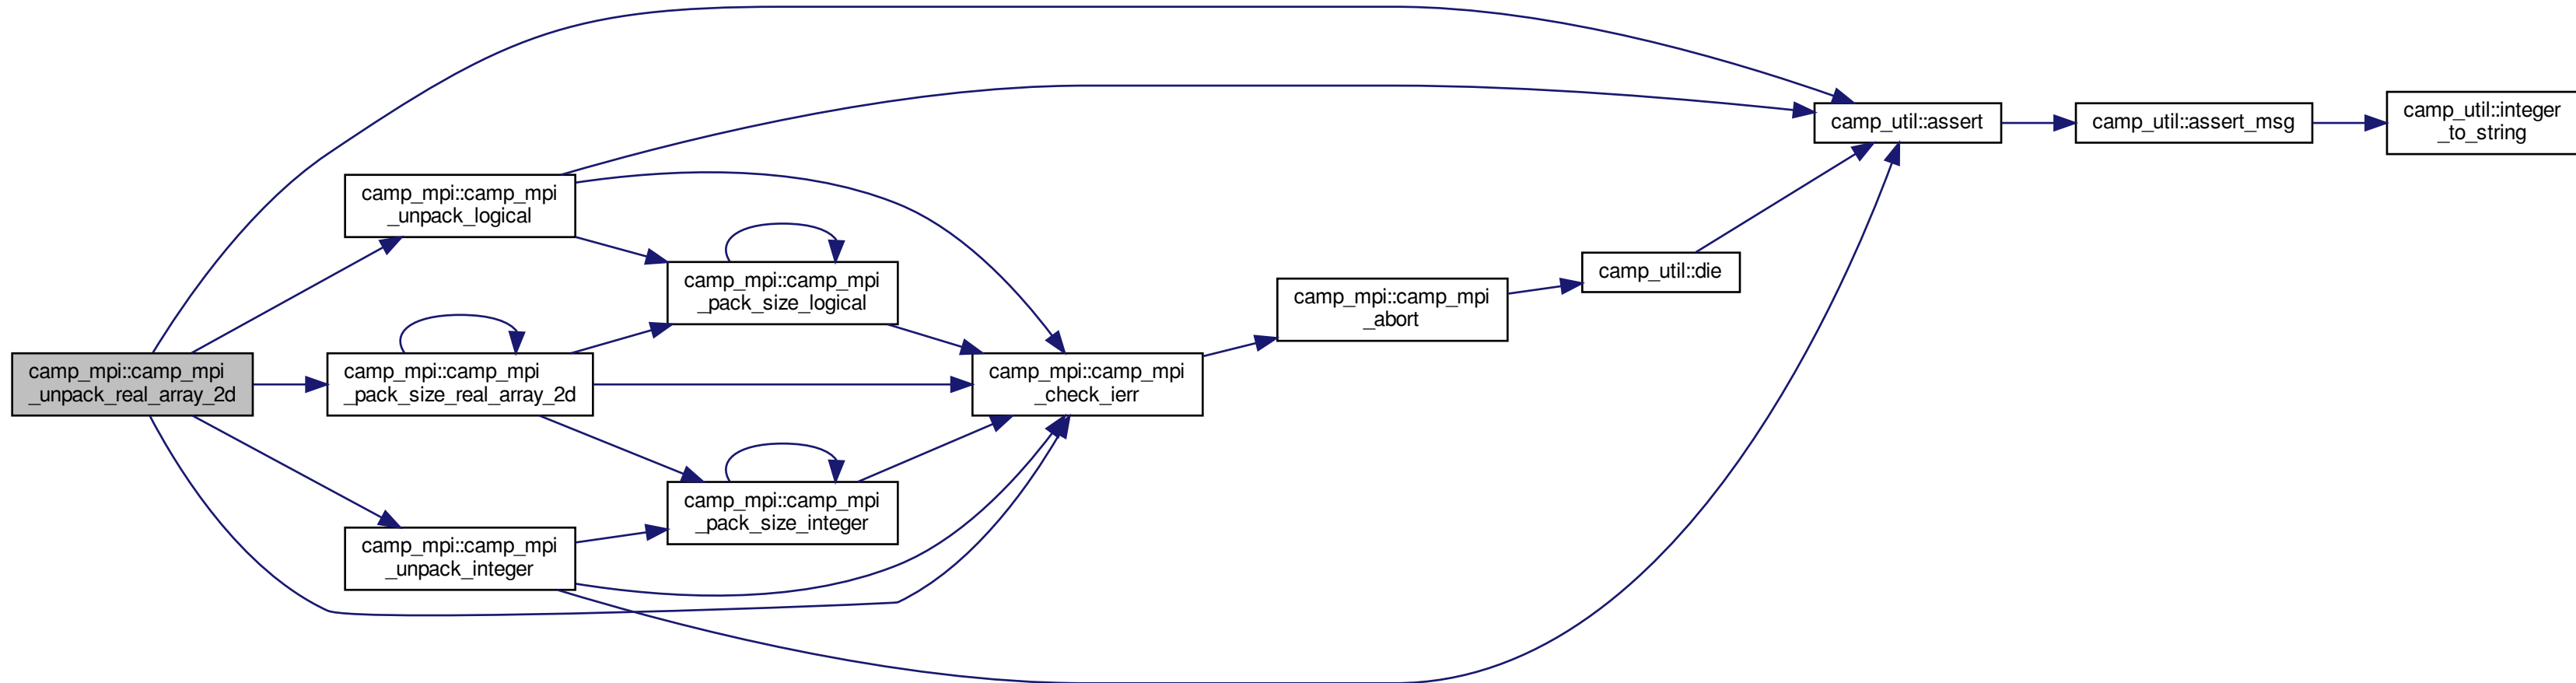 camp_mpi::camp_mpi
_unpack_real_array_2d
camp_mpi::camp_mpi
_unpack_logical
camp_mpi::camp_mpi
_pack_size_real_array_2d
camp_mpi::camp_mpi
_unpack_integer
camp_mpi::camp_mpi
_pack_size_logical
camp_mpi::camp_mpi
_pack_size_integer
camp_mpi::camp_mpi
_check_ierr
camp_mpi::camp_mpi
_abort
camp_util::die
camp_util::assert
camp_util::assert_msg
camp_util::integer
_to_string